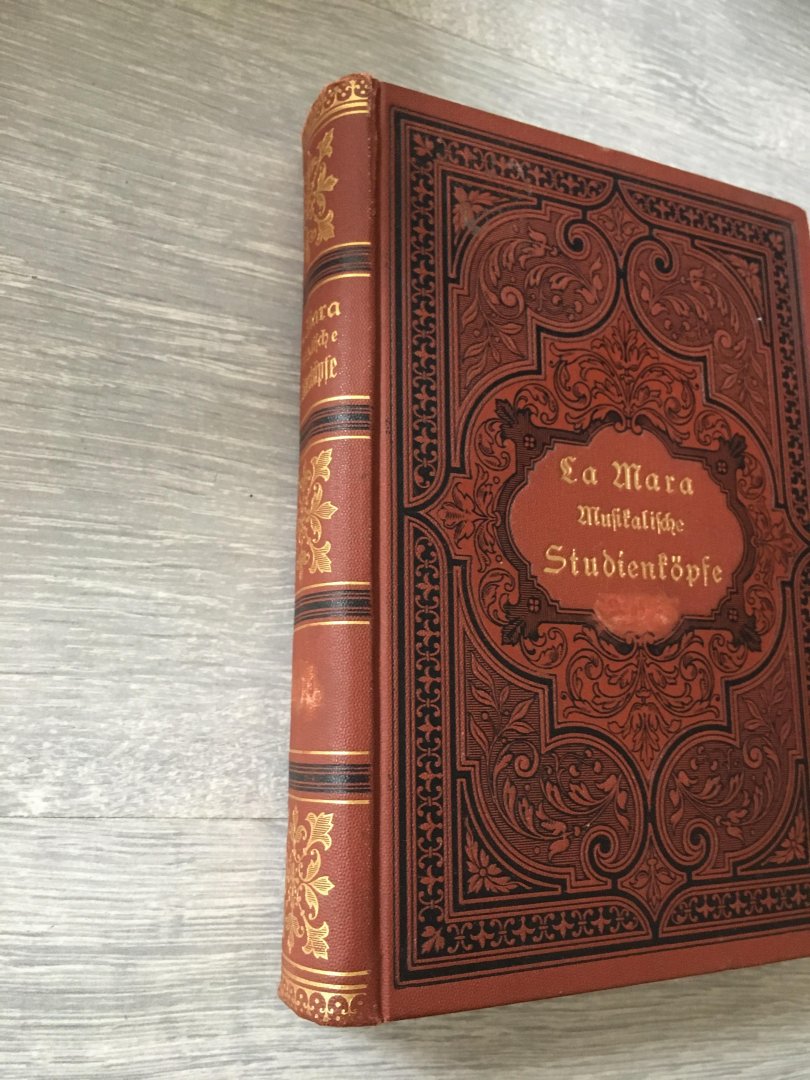 La Mara
Musikalische
Studienköpfe